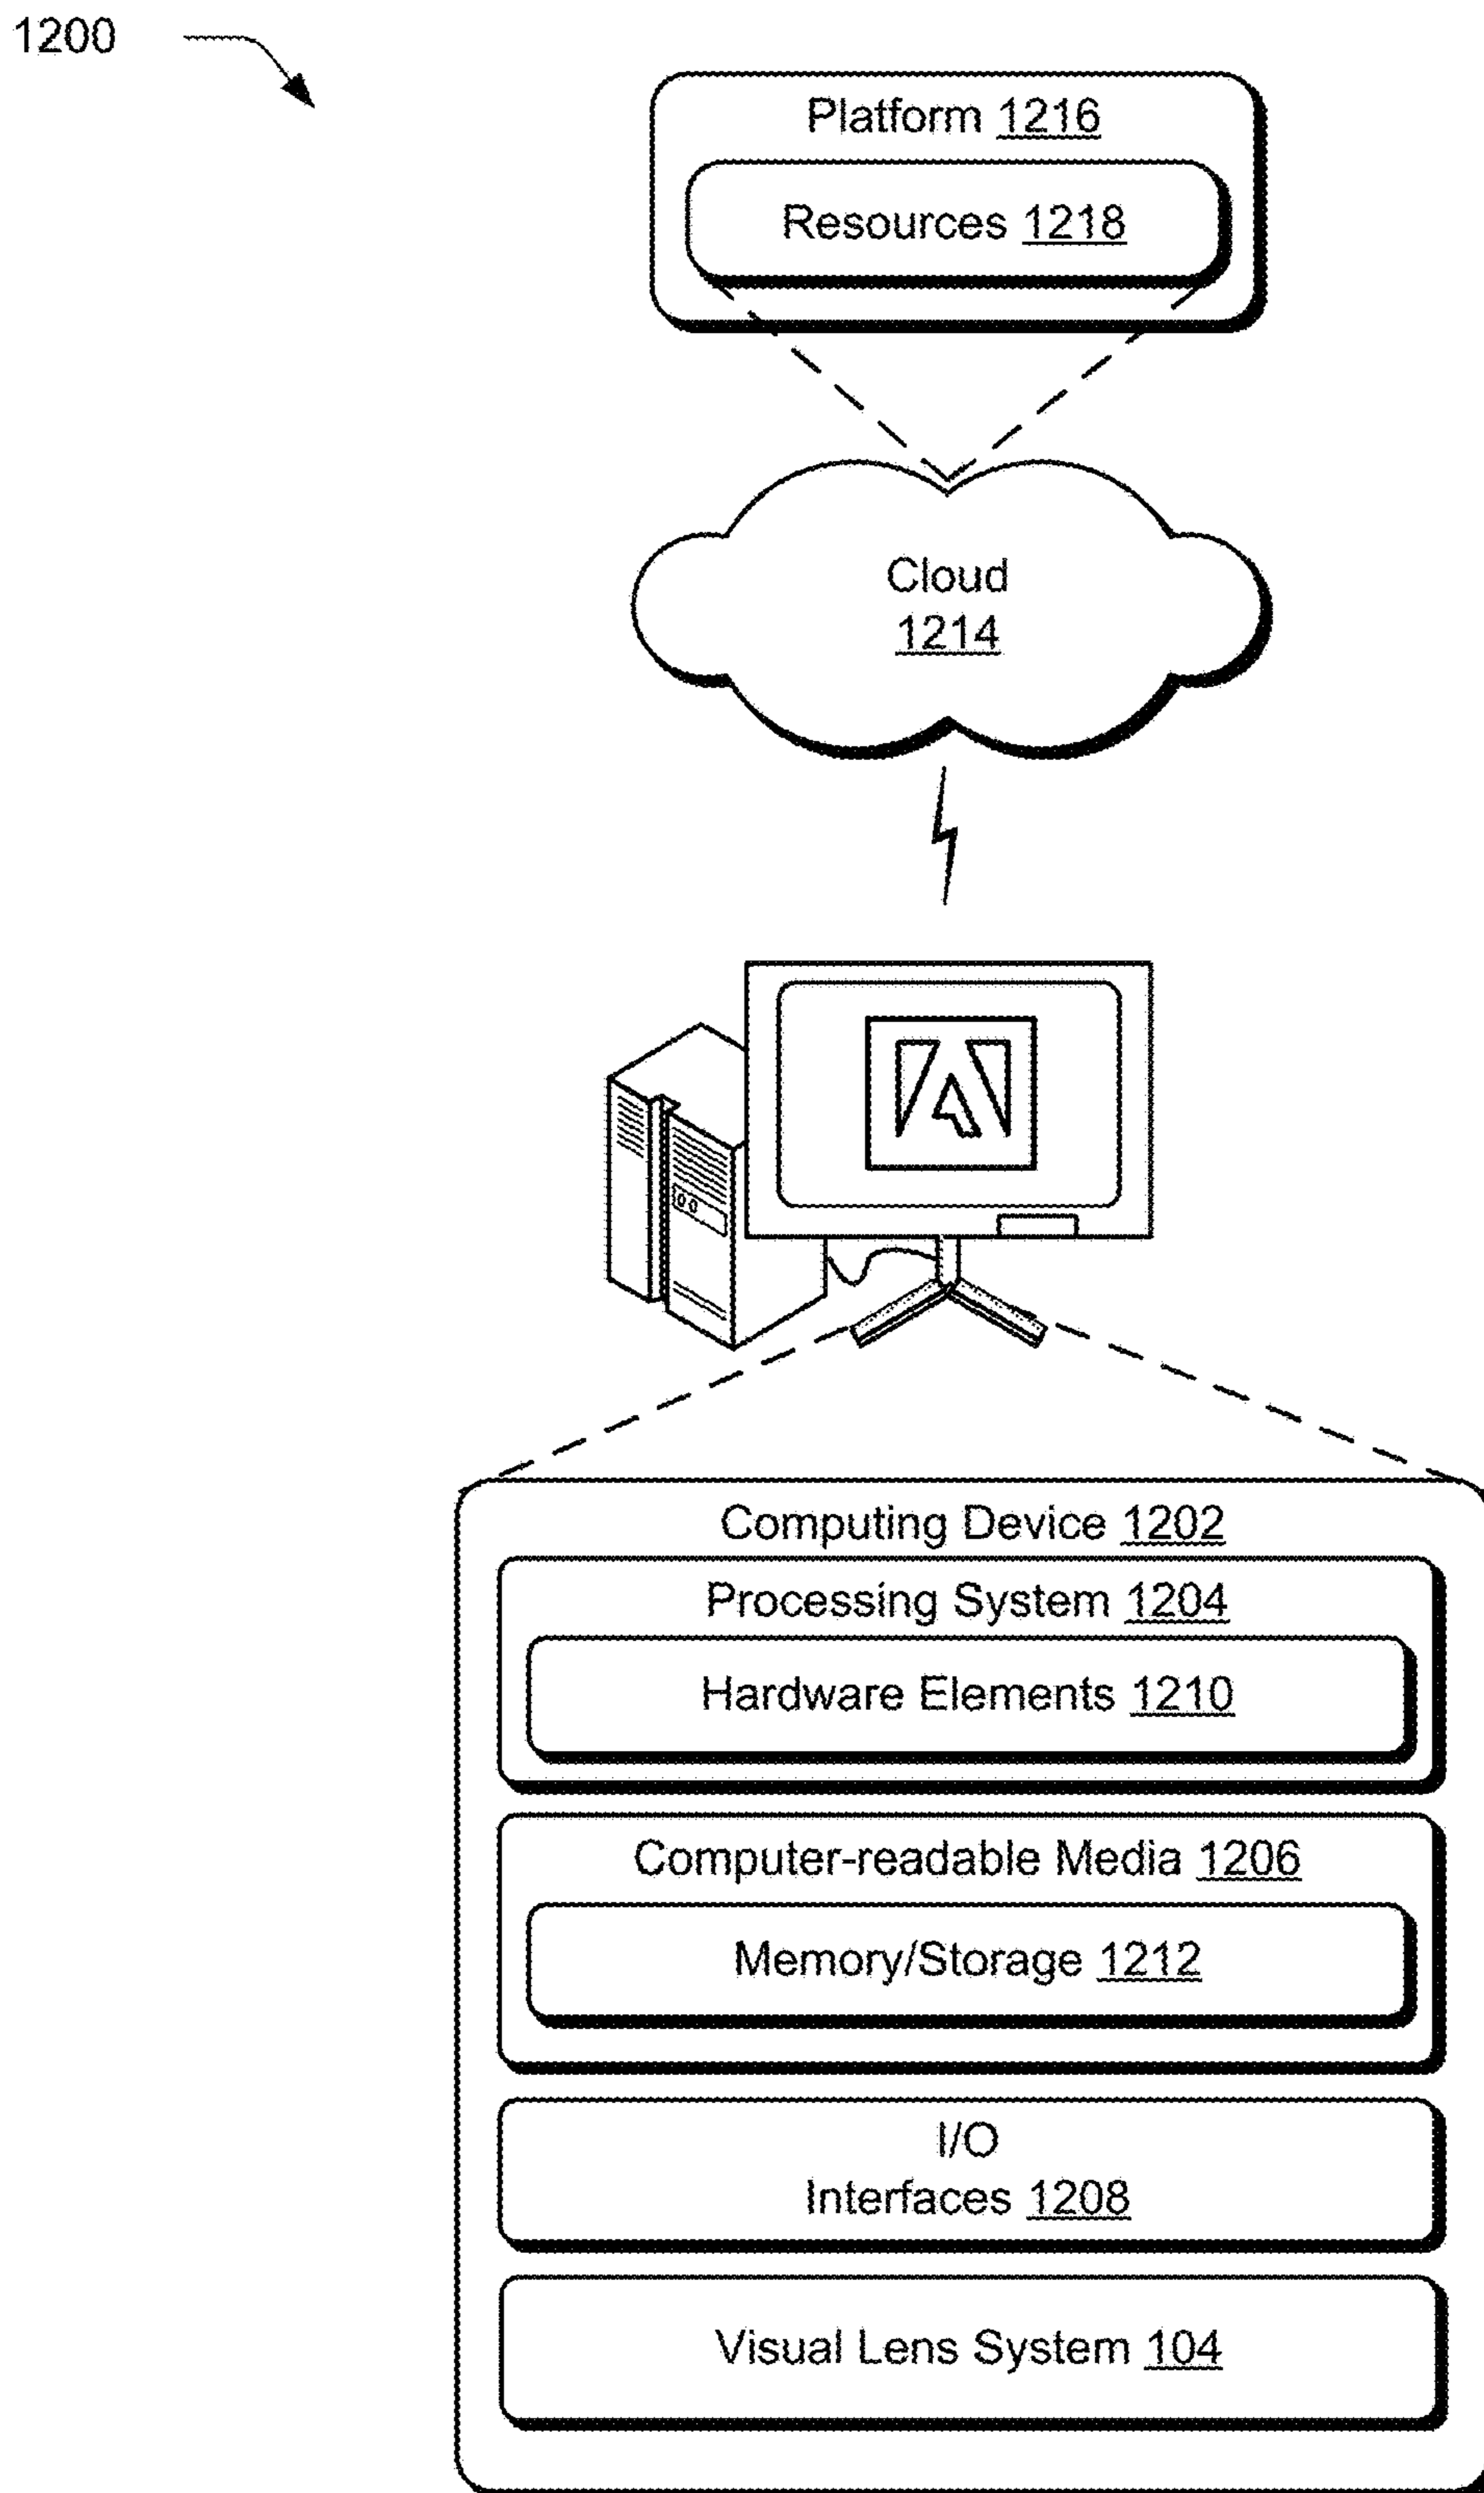 1200
Platform 1216
Resources 1218
Cloud
1214
Computing Device 1202
Processing System 1204
Hardware Elements 1210
Computer-readable Media 1206
Memory/Storage 1212
I/O
Interfaces 1208
Visual Lens System 104